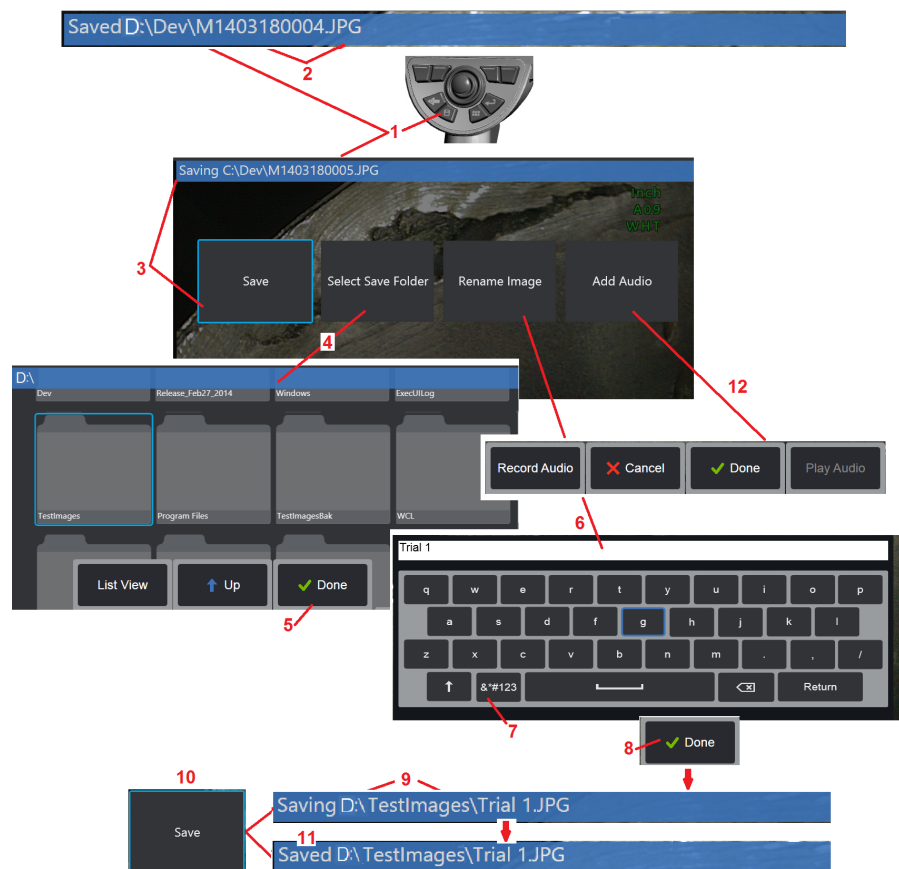 Saved D:\Dev\M1403180004.JPG
2
1
Saving C:\Dev\M1403180005.JPG
Inch
A09
WHT
3
Save
Select Save Folder
Rename Image
Add Audio
4
D:\
Dev
Release_Feb27_2014
Windows
ExecUILog
12
TestImages
Program Files
TestImagesBak
WCL
Record Audio
Cancel
Done
Play Audio
6
List View
Up
Done
5
Trial 1
q w e r t y u i o p
a s d f g h j k l
z x c v b n m . , /
&*#123
Return
7
8
Done
10
9
Saving D:\ TestImages\Trial 1.JPG
Save
11
Saved D:\ TestImages\Trial 1.JPG